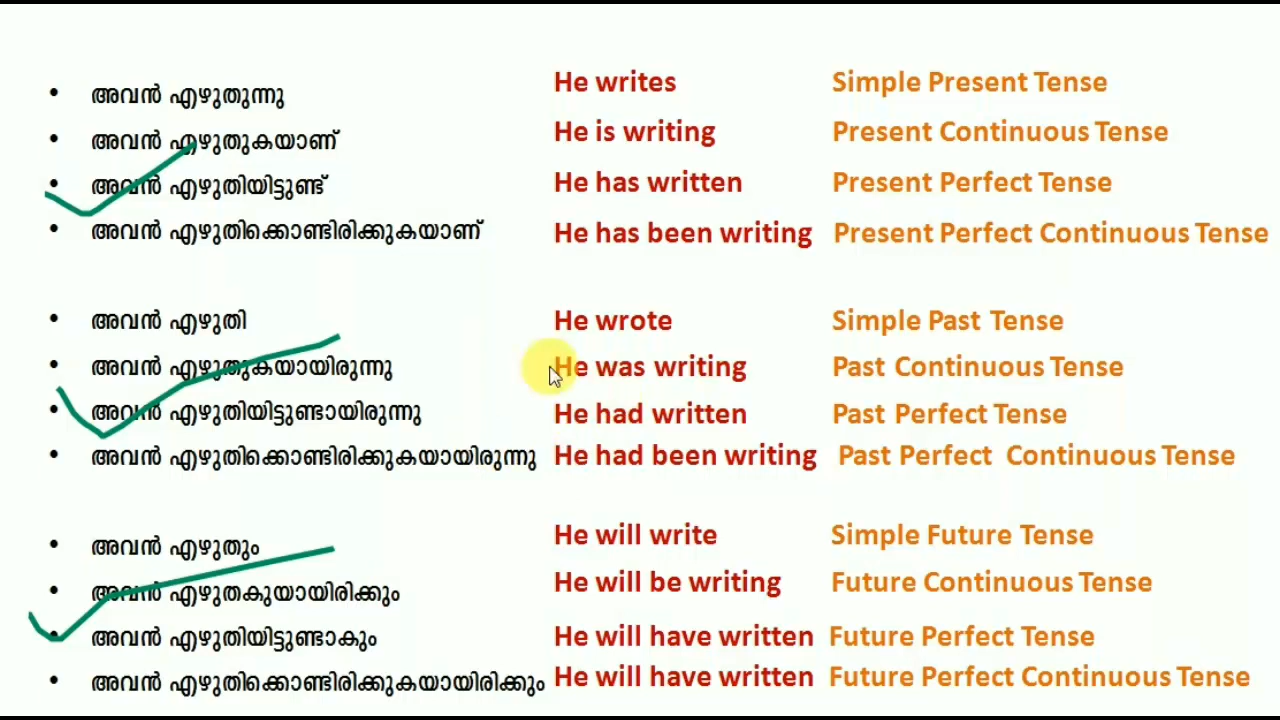 • അവൻ എഴുതുന്നു He writes Simple Present Tense
• അവൻ എഴുതുകയാണ് He is writing Present Continuous Tense
• അവൻ എഴുതിയിട്ടുണ്ട് He has written Present Perfect Tense
• അവൻ എഴുതിക്കൊണ്ടിരിക്കുകയാണ് He has been writing Present Perfect Continuous Tense
• അവൻ എഴുതി He wrote Simple Past Tense
• അവൻ എഴുതുകയായിരുന്നു He was writing Past Continuous Tense
• അവൻ എഴുതിയിട്ടുണ്ടായിരുന്നു He had written Past Perfect Tense
• അവൻ എഴുതിക്കൊണ്ടിരിക്കുകയായിരുന്നു He had been writing Past Perfect Continuous Tense
• അവൻ എഴുതും He will write Simple Future Tense
• അവൻ എഴുതകുയായിരിക്കും He will be writing Future Continuous Tense
• അവൻ എഴുതിയിട്ടുണ്ടാകും He will have written Future Perfect Tense
• അവൻ എഴുതിക്കൊണ്ടിരിക്കുകയായിരിക്കും He will have written Future Perfect Continuous Tense